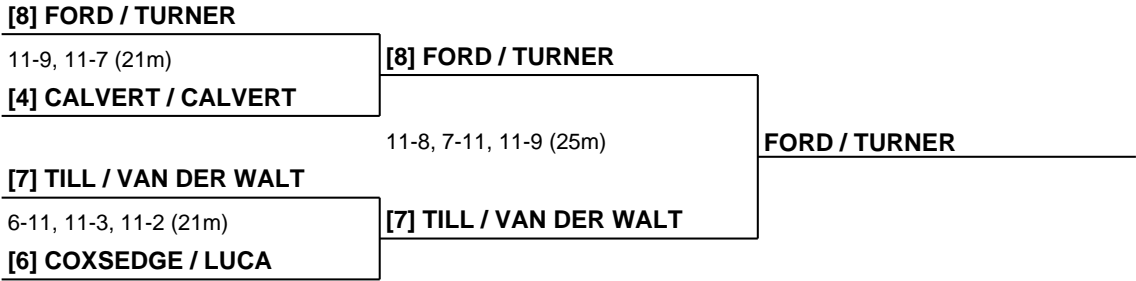 [8] FORD / TURNER
11-9, 11-7 (21m)
[8] FORD / TURNER
[4] CALVERT / CALVERT
11-8, 7-11, 11-9 (25m)
FORD / TURNER
[7] TILL / VAN DER WALT
6-11, 11-3, 11-2 (21m)
[7] TILL / VAN DER WALT
[6] COXSEDGE / LUCA